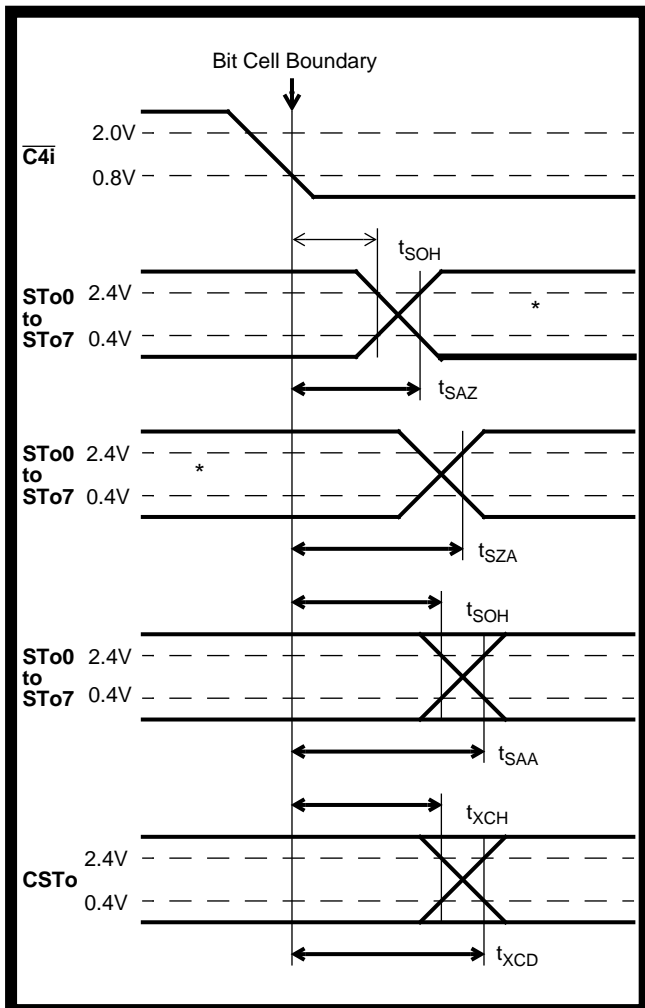 Bit Cell Boundary
2.0V
C4i
0.8V
tSOH
STo0 2.4V
to
STo7 0.4V
*
tSAZ
STo0 2.4V
to
STo7 0.4V
*
tSZA
tSOH
STo0 2.4V
to
STo7 0.4V
tSAA
tXCH
2.4V
CSTo
0.4V
tXCD